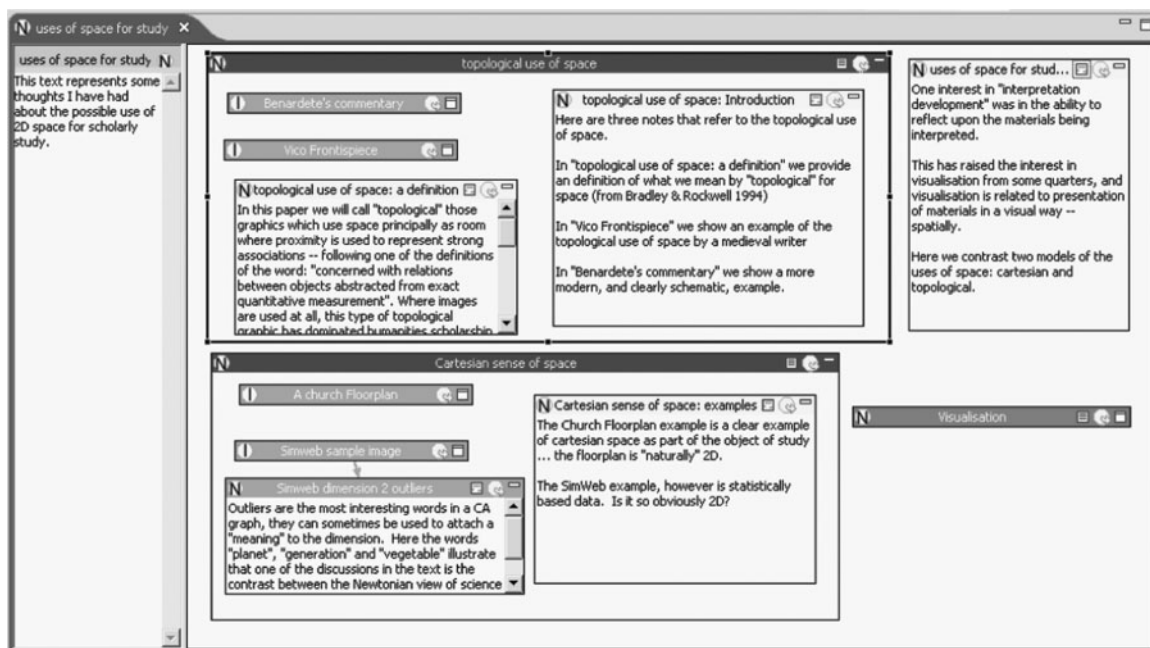 uses of space for study
uses of space for study
This text represents some
thoughts I have had
about the possible use of
2D space for scholarly
study.
topological use of space
Benardete's commentary
Vico Frontispiece
topological use of space: a definition
In this paper we will call "topological" those
graphics which use space principally as room
where proximity is used to represent strong
associations -- following one of the definitions
of the word: "concerned with relations
between objects abstracted from exact
quantitative measurement". Where images
are used at all, this type of topological
graphic has dominated humanities scholarship
topological use of space: Introduction
Here are three notes that refer to the topological use
of space.
In "topological use of space: a definition" we provide
an definition of what we mean by "topological" for
space (from Bradley & Rockwell 1994)
In "Vico Frontispiece" we show an example of the
topological use of space by a medieval writer
In "Benardete's commentary" we show a more
modern, and clearly schematic, example.
uses of space for stud...
One interest in "interpretation
development" was in the ability to
reflect upon the materials being
interpreted.
This has raised the interest in
visualisation from some quarters, and
visualisation is related to presentation
of materials in a visual way --
spatially.
Here we contrast two models of the
uses of space: cartesian and
topological.
Cartesian sense of space
A church Floorplan
Simweb sample image
Simweb dimension 2 outliers
Outliers are the most interesting words in a CA
graph, they can sometimes be used to attach a
"meaning" to the dimension. Here the words
"planet", "generation" and "vegetable" illustrate
that one of the discussions in the text is the
contrast between the Newtonian view of science
Cartesian sense of space: examples
The Church Floorplan example is a clear example
of cartesian space as part of the object of study
... the floorplan is "naturally" 2D.
The SimWeb example, however is statistically
based data. Is it so obviously 2D?
Visualisation